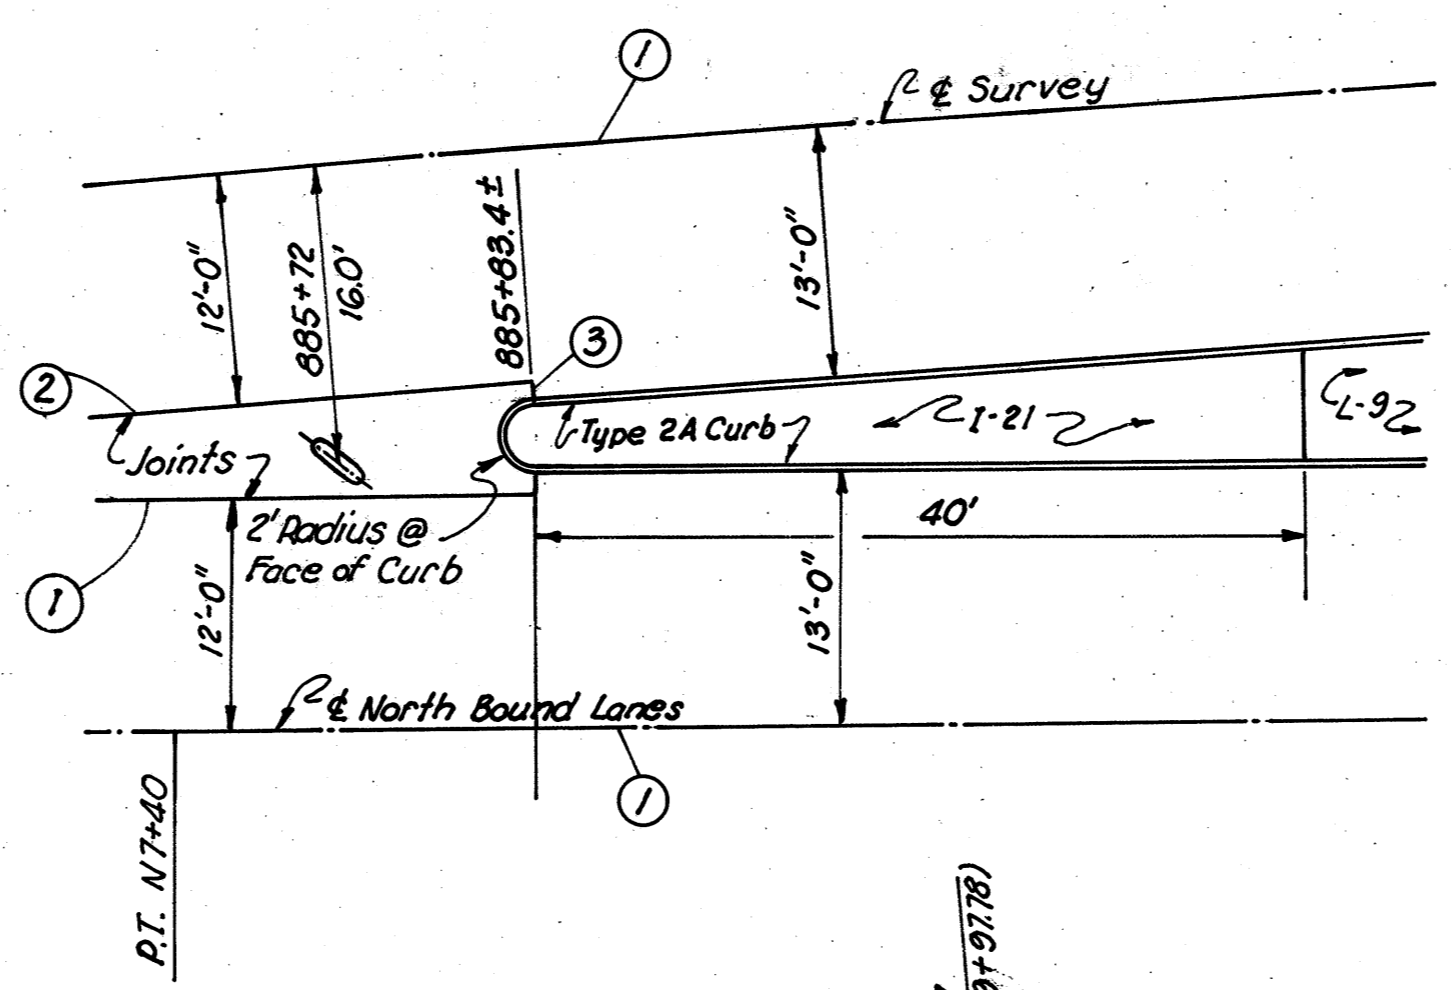 1
℄ Survey
12'-0"
885+72
16.0'
885+83.4±
13'-0"
3
2
Type 2A Curb
I-21
L-9
Joints
2' Radius @
Face of Curb
40'
1
12'-0"
13'-0"
℄ North Bound Lanes
1
P.T. N7+40
+97.78)